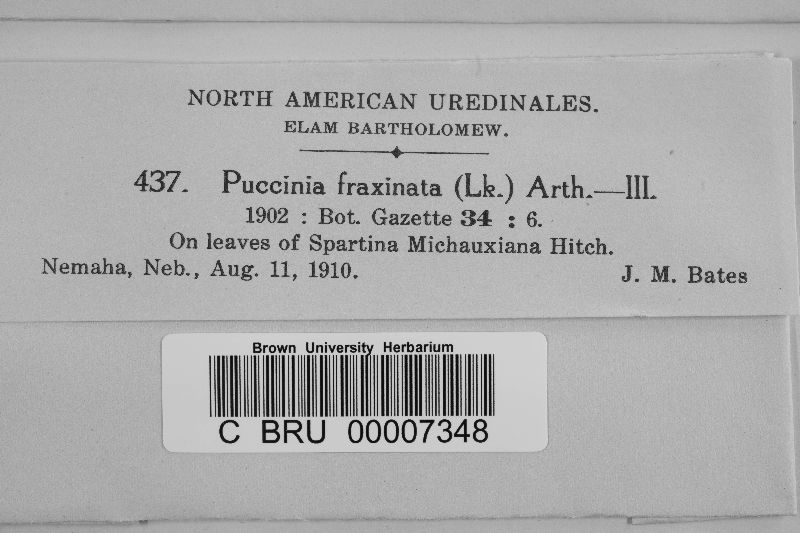 NORTH AMERICAN UREDINALES.
ELAM BARTHOLOMEW.
437. Puccinia fraxinata (Lk.) Arth.—III.
1902 : Bot. Gazette 34 : 6.
On leaves of Spartina Michauxiana Hitch.
Nemaha, Neb., Aug. 11, 1910. J. M. Bates
Brown University Herbarium
C BRU 00007348